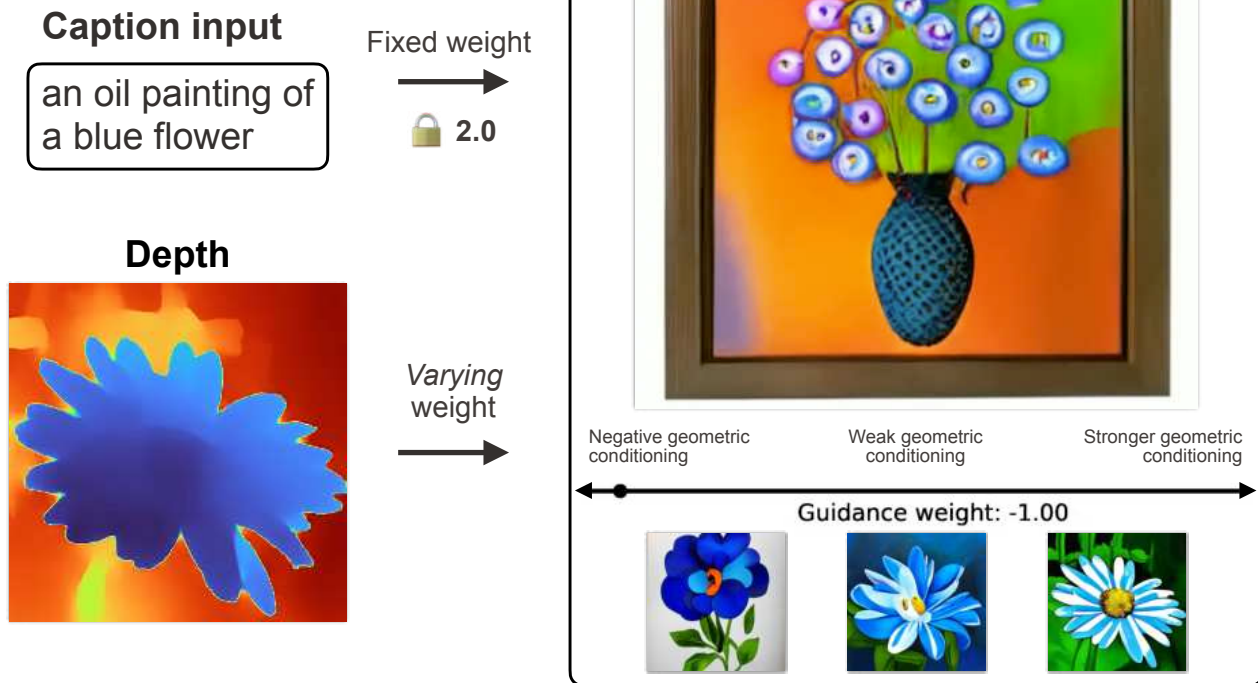 Caption input
an oil painting of
a blue flower
Fixed weight
2.0
Depth
Varying
weight
Negative geometric
conditioning
Weak geometric
conditioning
Stronger geometric
conditioning
Guidance weight: -1.00